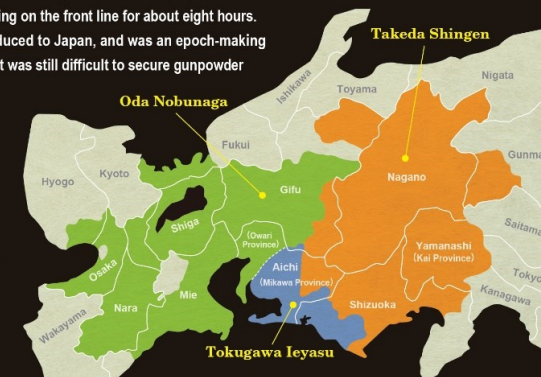 ing on the front line for about eight hours.
duced to Japan, and was an epoch-making
t was still difficult to secure gunpowder
Takeda Shingen
Oda Nobunaga
Ishikawa
Toyama
Nigata
Fukui
Hyogo
Kyoto
Gifu
Nagano
Gunma
Shiga
(Owari
Province)
Saitama
Osaka
Aichi
(Mikawa Province)
Yamanashi
(Kai Province)
Tokyo
Kanagawa
Mie
Nara
Shizuoka
Wakayama
Tokugawa Ieyasu